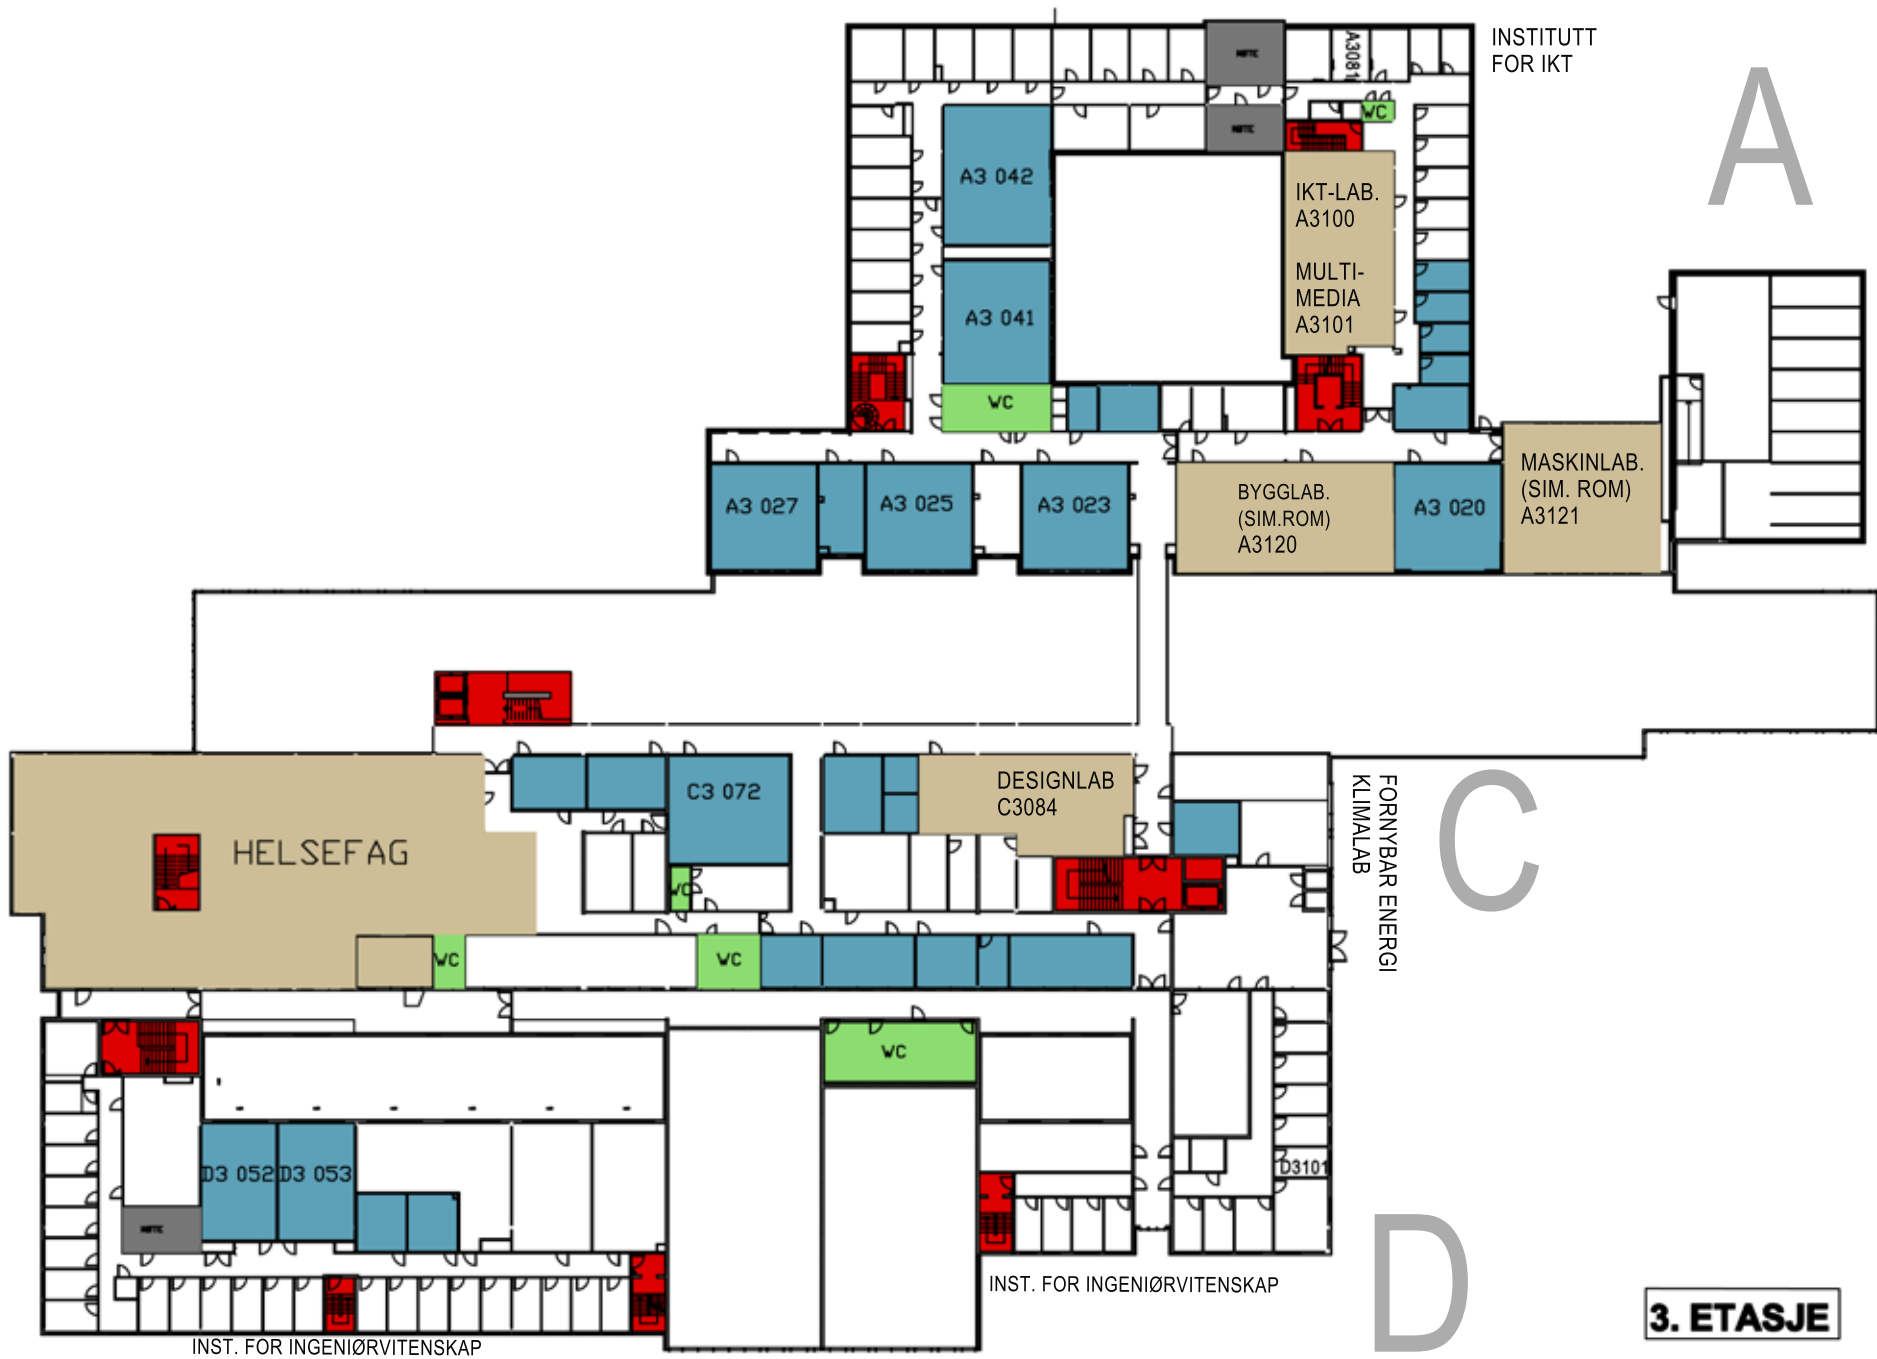 INSTITUTT
FOR IKT
A
MØTE
A3081
WC
MØTE
A3 042
IKT-LAB.
A3100
MULTI-
MEDIA
A3101
A3 041
WC
A3 027
A3 025
A3 023
BYGGLAB.
(SIM.ROM)
A3120
A3 020
MASKINLAB.
(SIM. ROM)
A3121
C
C3 072
DESIGNLAB
C3084
FORNYBAR ENERGI
KLIMALAB
HELSEFAG
WC
WC
WC
WC
D3 052
D3 053
D3101
MØTE
D
INST. FOR INGENIØRVITENSKAP
INST. FOR INGENIØRVITENSKAP
3. ETASJE